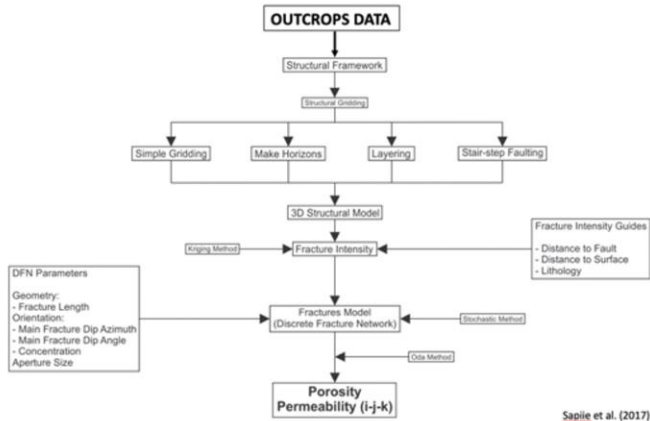 OUTCROPS DATA
Structural Framework
Structural Gridding
Simple Gridding
Make Horizons
Layering
Stair-step Faulting
3D Structural Model
Kriging Method
Fracture Intensity
Fracture Intensity Guides
- Distance to Fault
- Distance to Surface
- Lithology
DFN Parameters
Geometry:
- Fracture Length
Orientation:
- Main Fracture Dip Azimuth
- Main Fracture Dip Angle
- Concentration
Aperture Size
Fractures Model
(Discrete Fracture Network)
Stochastic Method
Oda Method
Porosity
Permeability (i-j-k)
Sapiie et al. (2017)